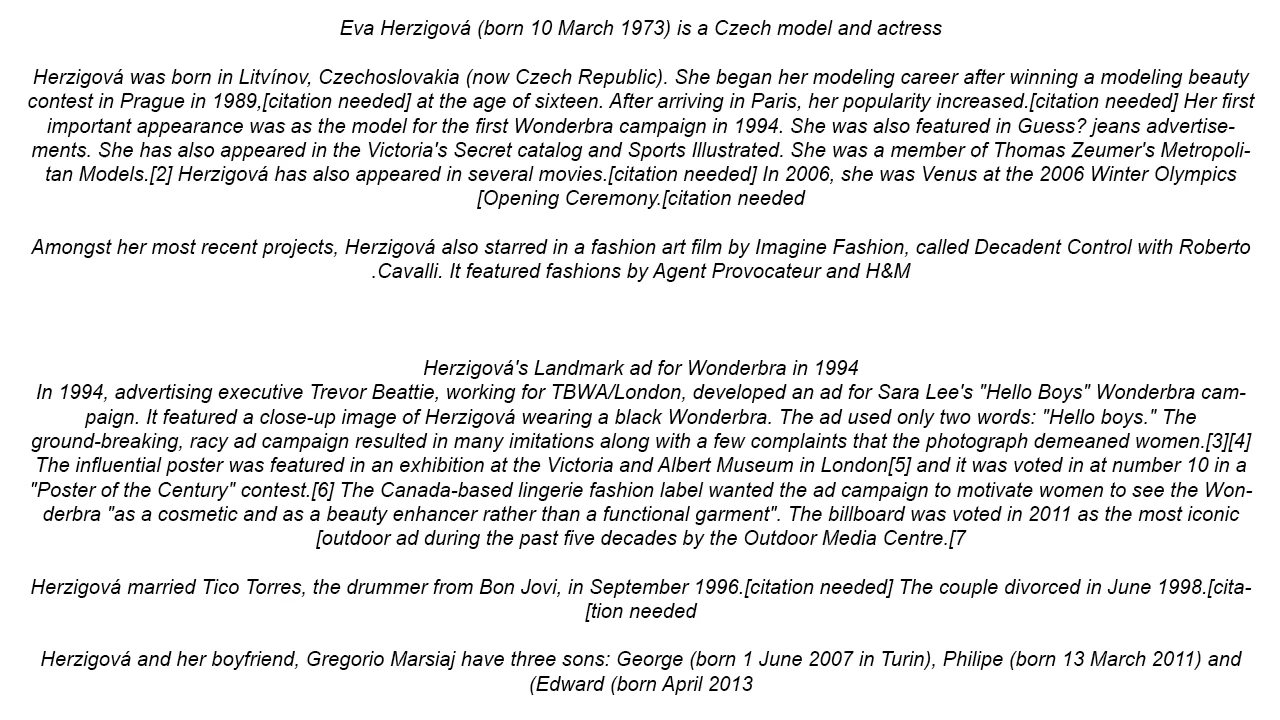 Eva Herzigová (born 10 March 1973) is a Czech model and actress
Herzigová was born in Litvínov, Czechoslovakia (now Czech Republic). She began her modeling career after winning a modeling beauty
contest in Prague in 1989,[citation needed] at the age of sixteen. After arriving in Paris, her popularity increased.[citation needed] Her first
important appearance was as the model for the first Wonderbra campaign in 1994. She was also featured in Guess? jeans advertise-
ments. She has also appeared in the Victoria's Secret catalog and Sports Illustrated. She was a member of Thomas Zeumer's Metropoli-
tan Models.[2] Herzigová has also appeared in several movies.[citation needed] In 2006, she was Venus at the 2006 Winter Olympics
[Opening Ceremony.[citation needed
Amongst her most recent projects, Herzigová also starred in a fashion art film by Imagine Fashion, called Decadent Control with Roberto
.Cavalli. It featured fashions by Agent Provocateur and H&M
Herzigová's Landmark ad for Wonderbra in 1994
In 1994, advertising executive Trevor Beattie, working for TBWA/London, developed an ad for Sara Lee's "Hello Boys" Wonderbra cam-
paign. It featured a close-up image of Herzigová wearing a black Wonderbra. The ad used only two words: "Hello boys." The
ground-breaking, racy ad campaign resulted in many imitations along with a few complaints that the photograph demeaned women.[3][4]
The influential poster was featured in an exhibition at the Victoria and Albert Museum in London[5] and it was voted in at number 10 in a
"Poster of the Century" contest.[6] The Canada-based lingerie fashion label wanted the ad campaign to motivate women to see the Won-
derbra "as a cosmetic and as a beauty enhancer rather than a functional garment". The billboard was voted in 2011 as the most iconic
[outdoor ad during the past five decades by the Outdoor Media Centre.[7
Herzigová married Tico Torres, the drummer from Bon Jovi, in September 1996.[citation needed] The couple divorced in June 1998.[cita-
[tion needed
Herzigová and her boyfriend, Gregorio Marsiaj have three sons: George (born 1 June 2007 in Turin), Philipe (born 13 March 2011) and
(Edward (born April 2013